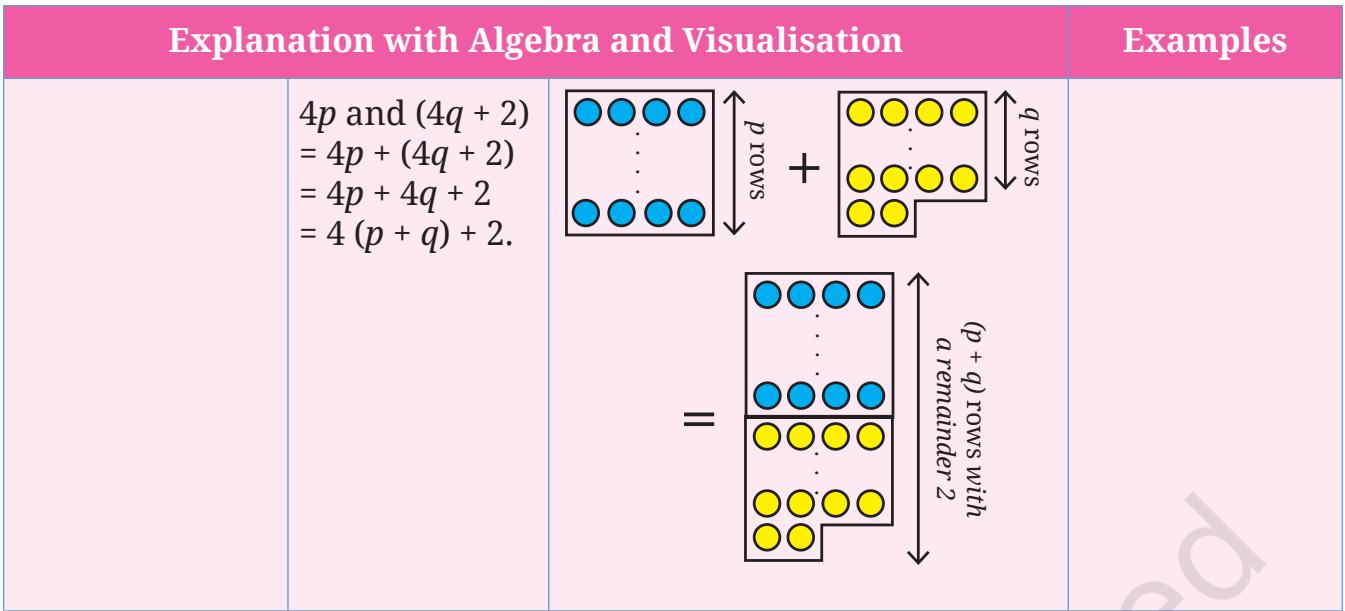 Explanation with Algebra and Visualisation
Examples
4p and (4q + 2)
= 4p + (4q + 2)
= 4p + 4q + 2
= 4 (p + q) + 2.
p rows
+
q rows
=
(p + q) rows with
a remainder 2
ed